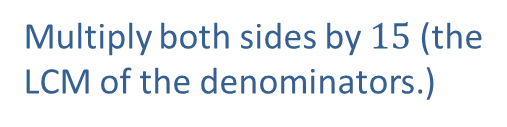 Multiply both sides by 15 (the
LCM of the denominators.)